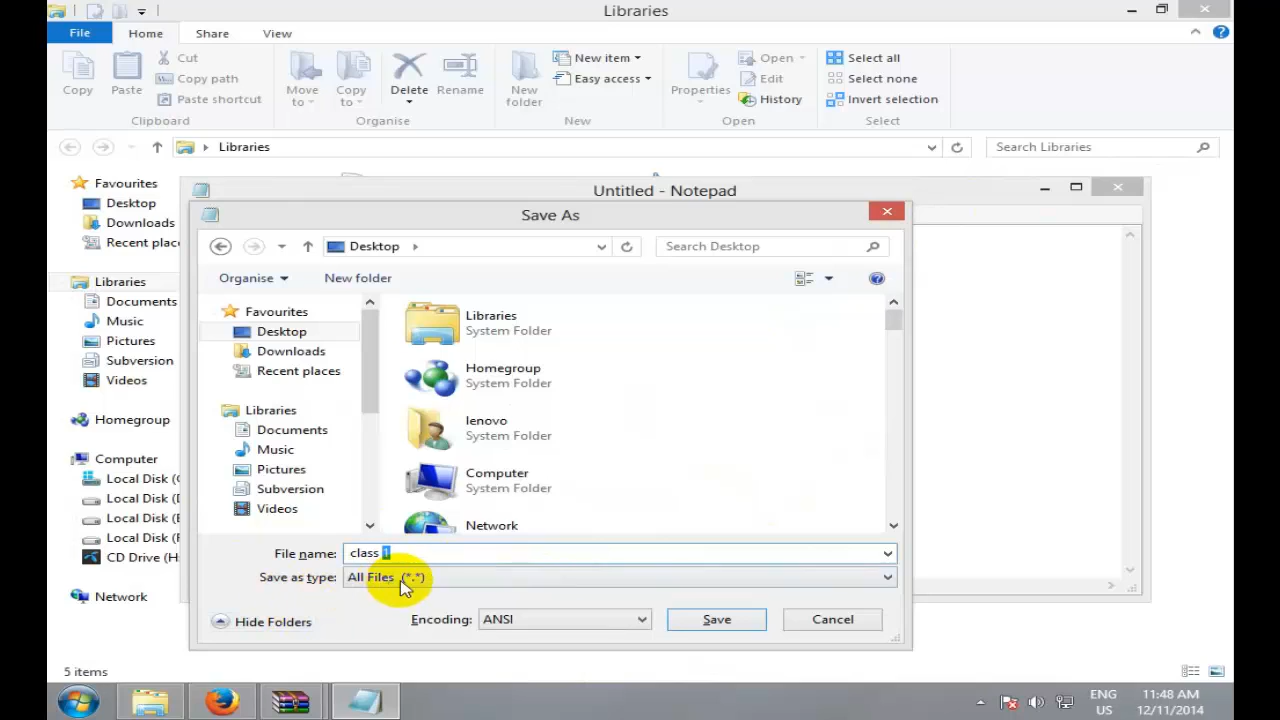 Libraries
File Home Share View
Copy Paste Cut Copy path Paste shortcut Clipboard
Move to Copy to Delete Rename Organise
New folder New item Easy access New
Properties Open Edit History Open
Select all Select none Invert selection Select
Libraries Search Libraries
Favourites
Desktop
Downloads
Recent
Libraries
Documents
Music
Pictures
Subversion
Videos
Homegroup
Computer
Local Disk (
Local Disk (
Local Disk (
Local Disk (
CD Drive (H
Network
5 items
Untitled - Notepad
Save As
Desktop Search Desktop
Organise New folder
Favourites
Desktop
Downloads
Recent places
Libraries
Documents
Music
Pictures
Subversion
Videos
Libraries
System Folder
Homegroup
System Folder
lenovo
System Folder
Computer
System Folder
Network
File name: class 1
Save as type: All Files (*.*)
Hide Folders Encoding: ANSI Save Cancel
ENG 11:48 AM
US 12/11/2014